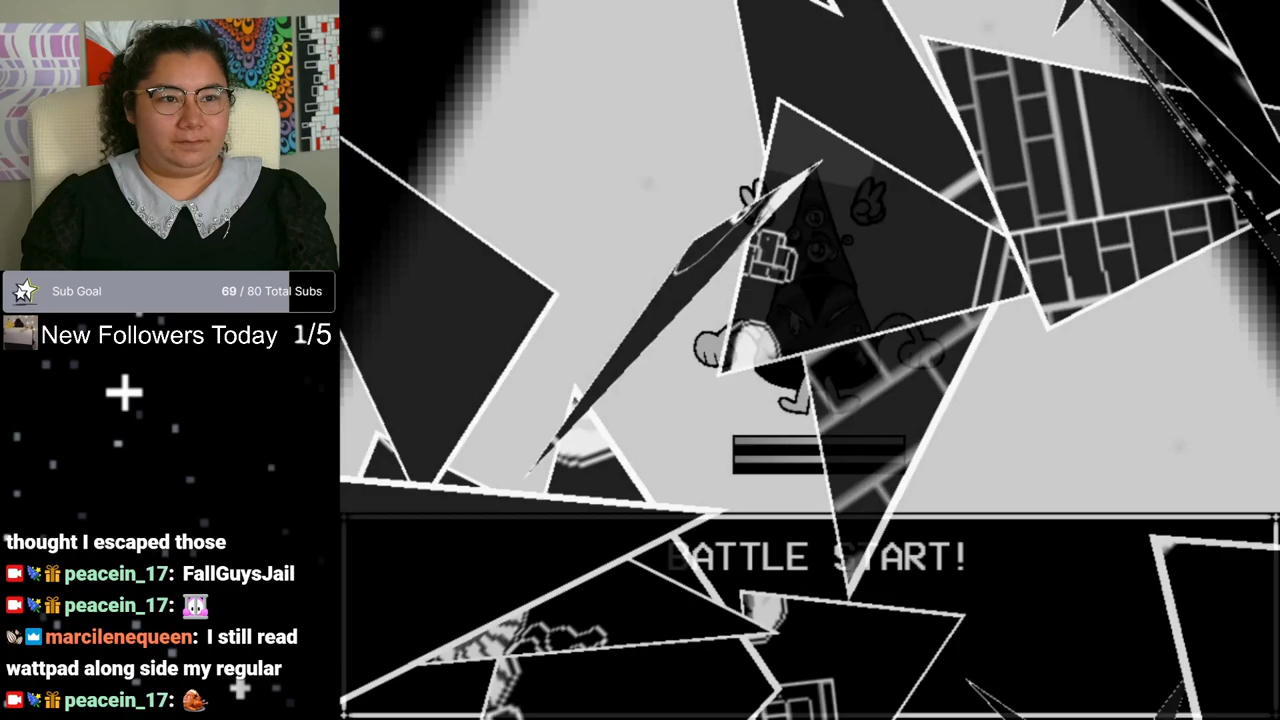 Sub Goal 69 / 80 Total Subs
New Followers Today 1/5
thought I escaped those
peacein_17: FallGuysJail
peacein_17:
marcilenequeen: I still read
wattpad along side my regular
peacein_17:
BATTLE START!